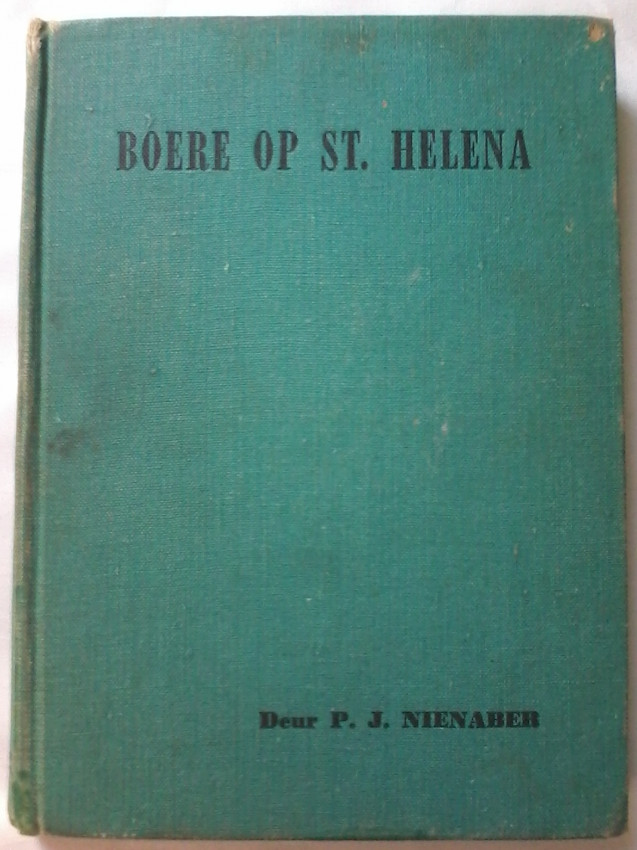 BOERE OP ST. HELENA
Deur P. J. NIENABER